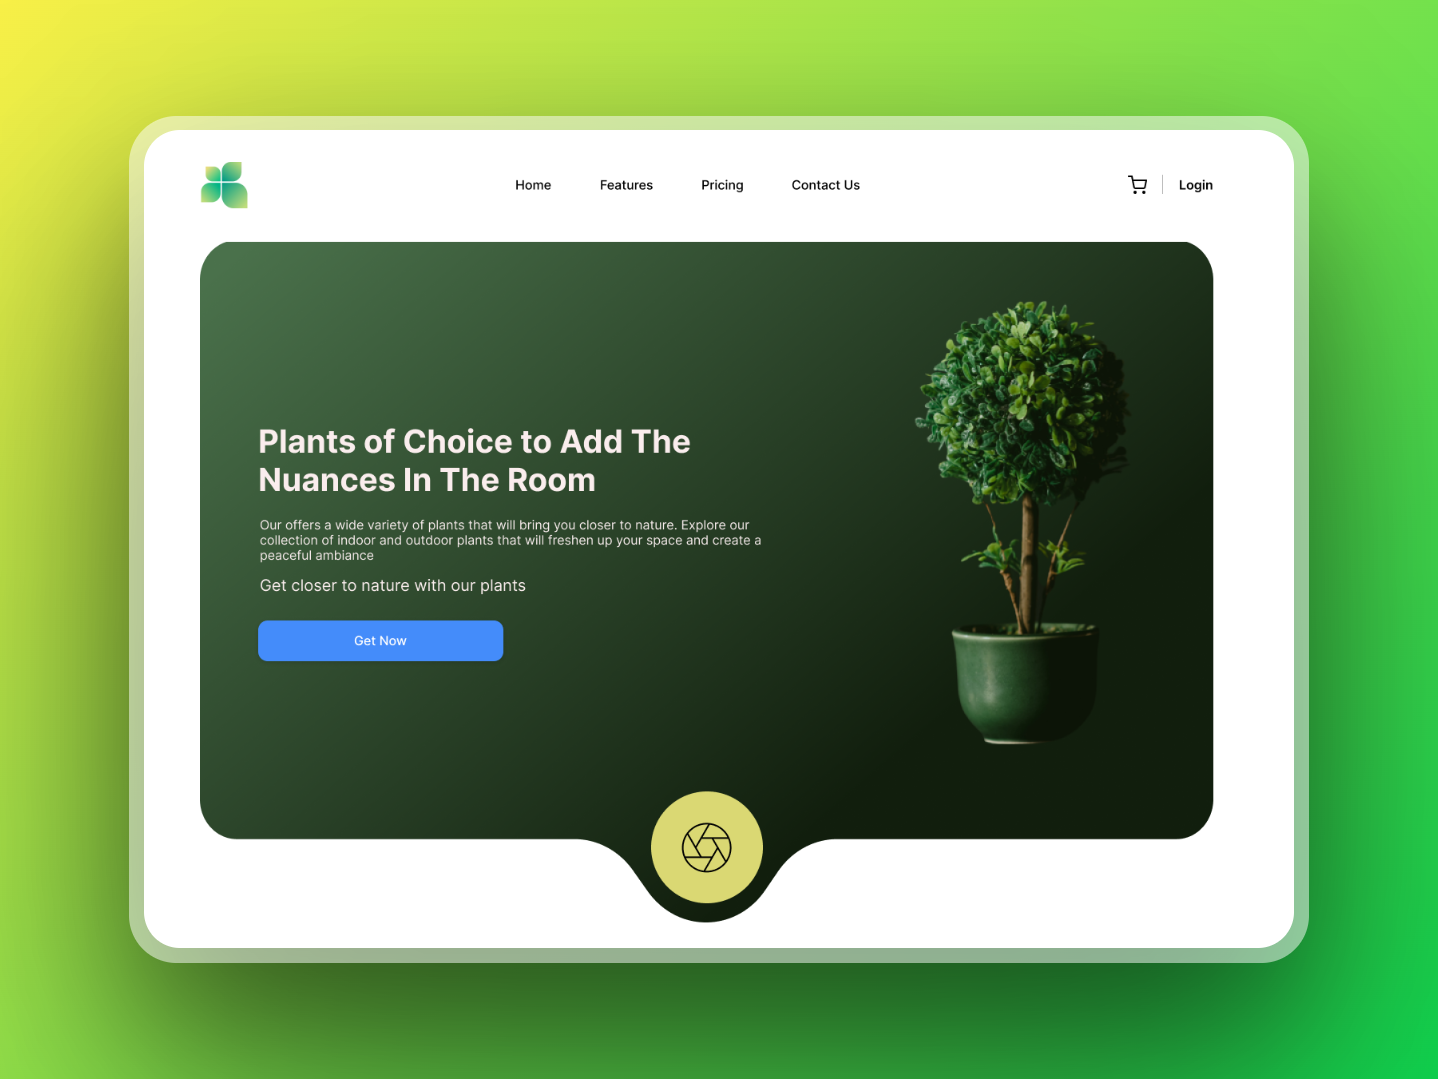 Home
Features
Pricing
Contact Us
Login
Plants of Choice to Add The
Nuances In The Room
Our offers a wide variety of plants that will bring you closer to nature. Explore our
collection of indoor and outdoor plants that will freshen up your space and create a
peaceful ambiance
Get closer to nature with our plants
Get Now